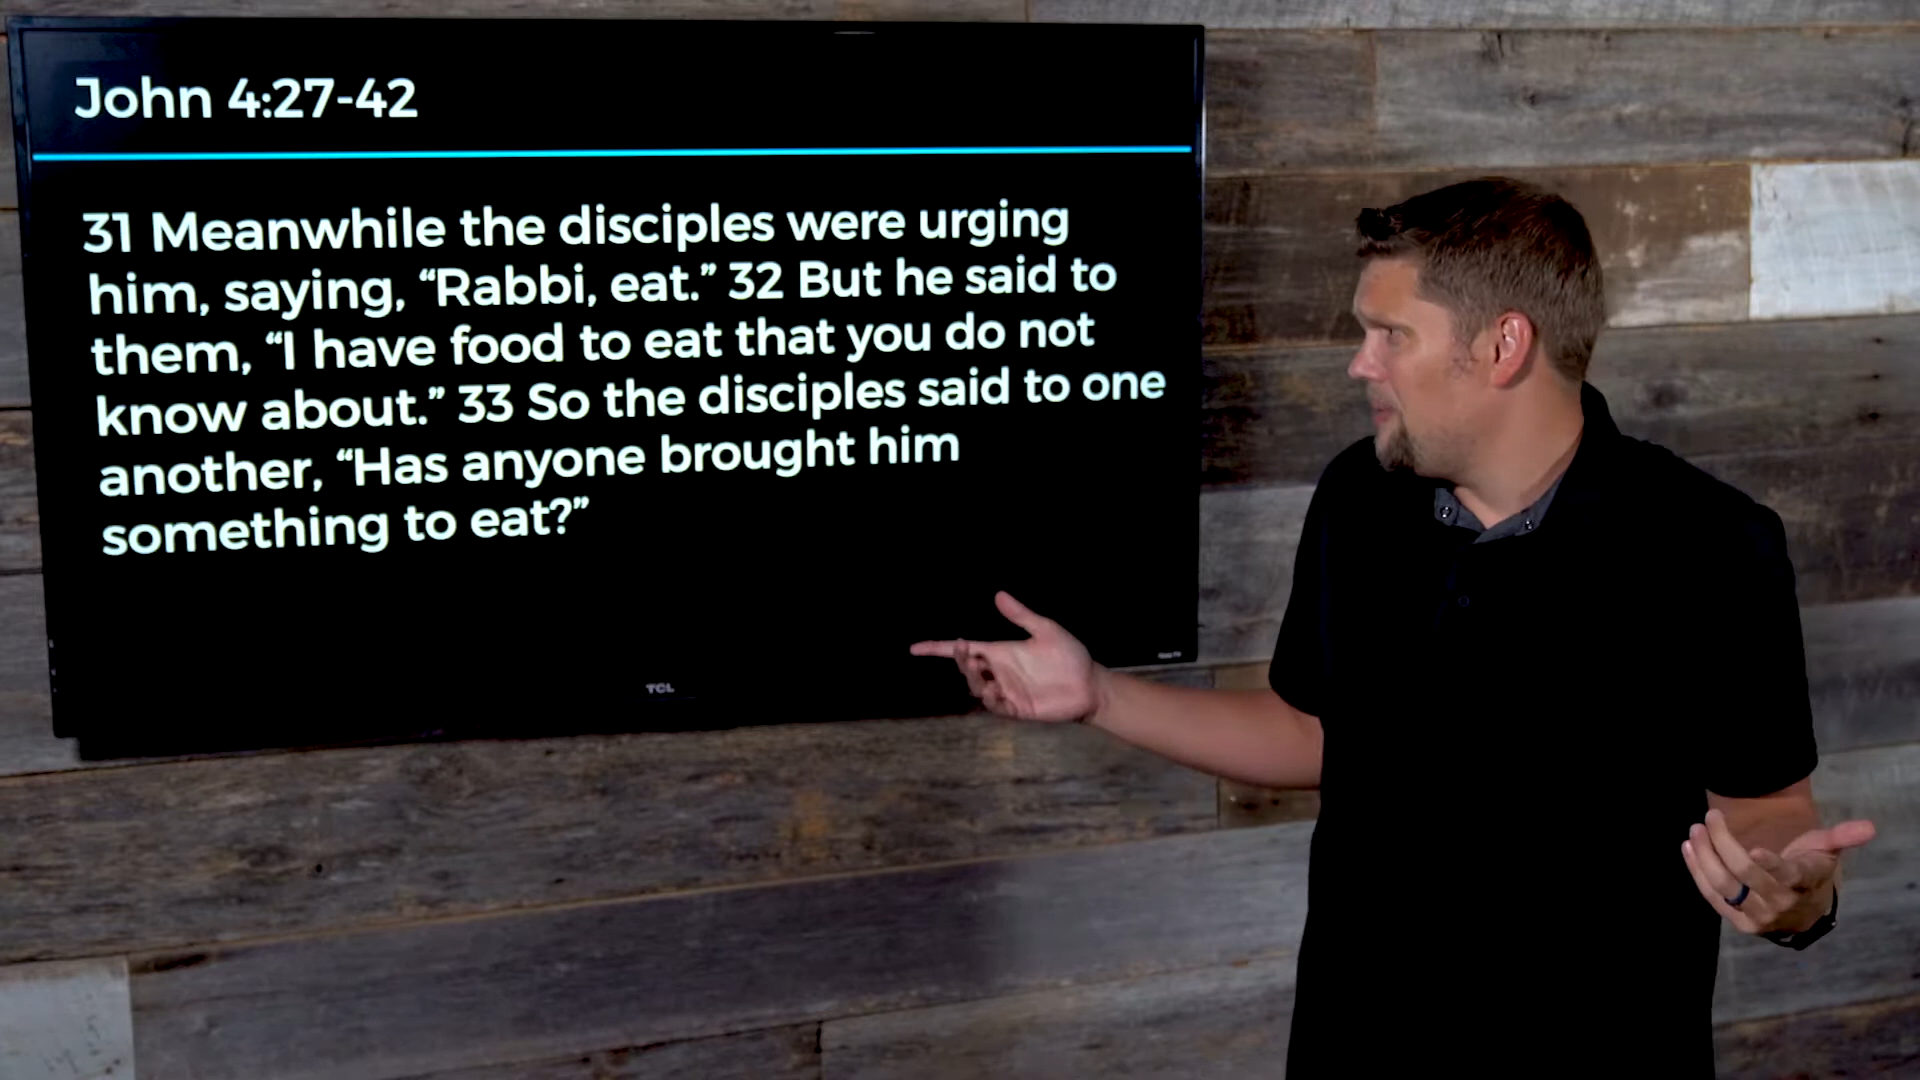 John 4:27-42
31 Meanwhile the disciples were urging
him, saying, “Rabbi, eat.” 32 But he said to
them, “I have food to eat that you do not
know about.” 33 So the disciples said to one
another, “Has anyone brought him
something to eat?”
TCL